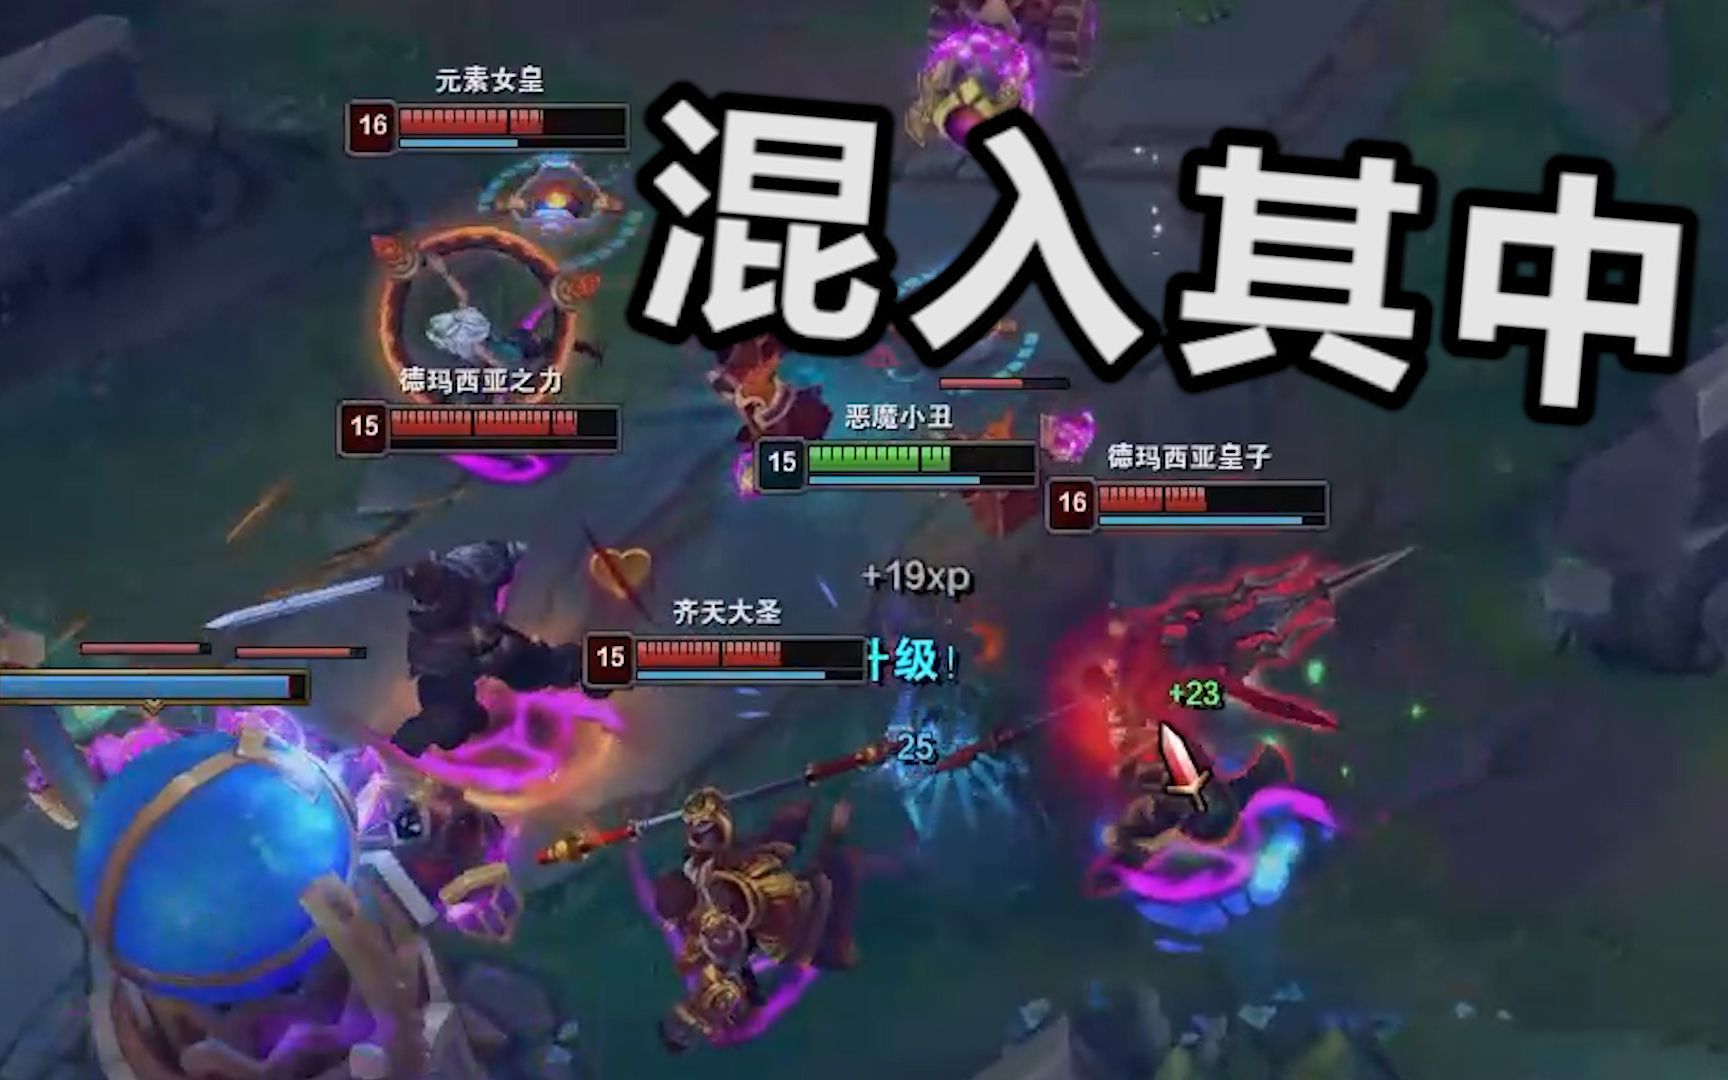 元素女皇
16
混入其中
德玛西亚之力
15
恶魔小丑
15
德玛西亚皇子
16
+19xp
齐天大圣
15
级!
+23
25